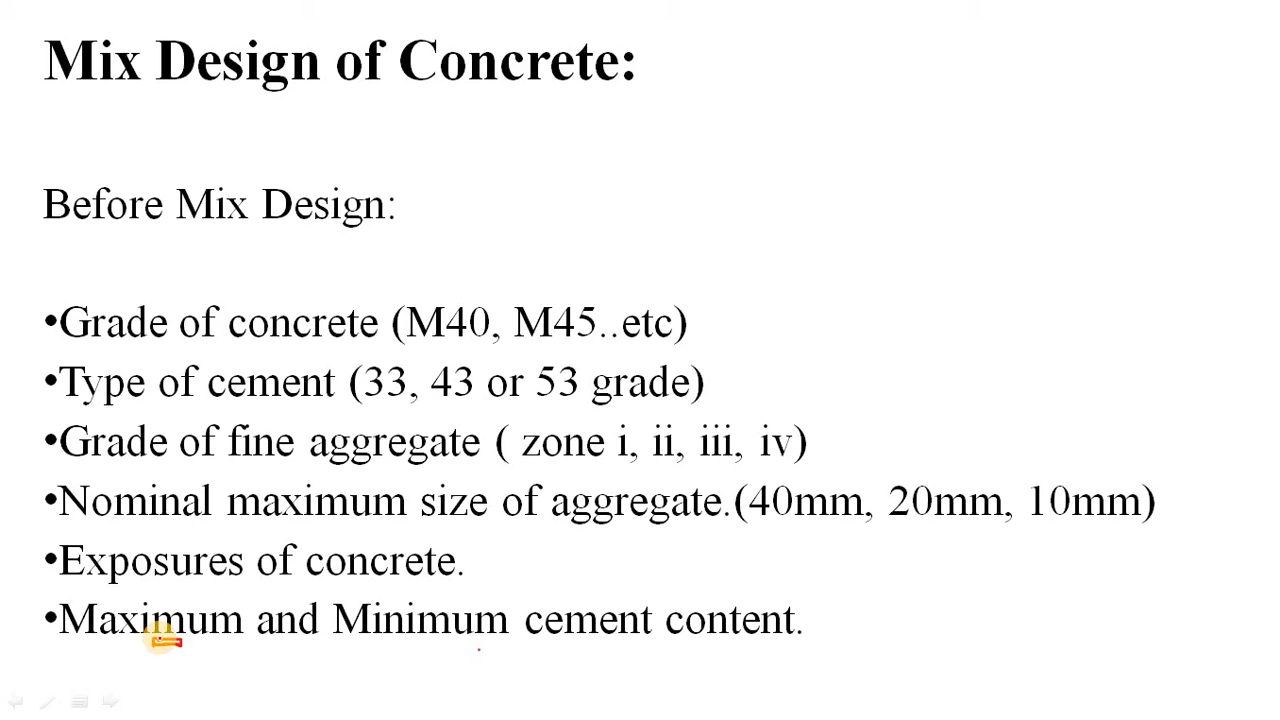 Mix Design of Concrete:
Before Mix Design:
•Grade of concrete (M40, M45..etc)
•Type of cement (33, 43 or 53 grade)
•Grade of fine aggregate ( zone i, ii, iii, iv)
•Nominal maximum size of aggregate.(40mm, 20mm, 10mm)
•Exposures of concrete.
•Maximum and Minimum cement content.